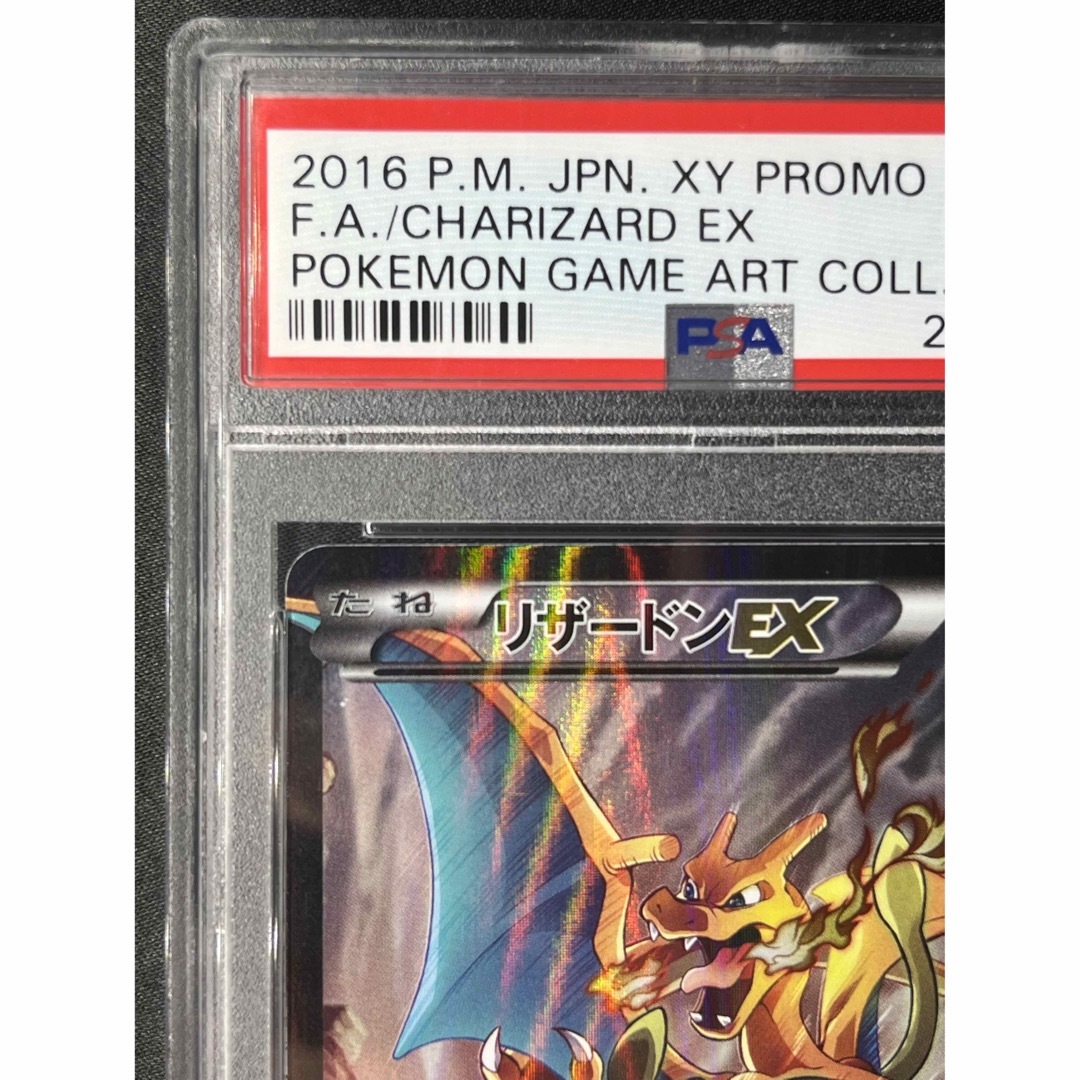 2016 P.M. JPN. XY PROMO
F.A./CHARIZARD EX
POKEMON GAME ART COLL.
PSA
2
たね リザードンEX